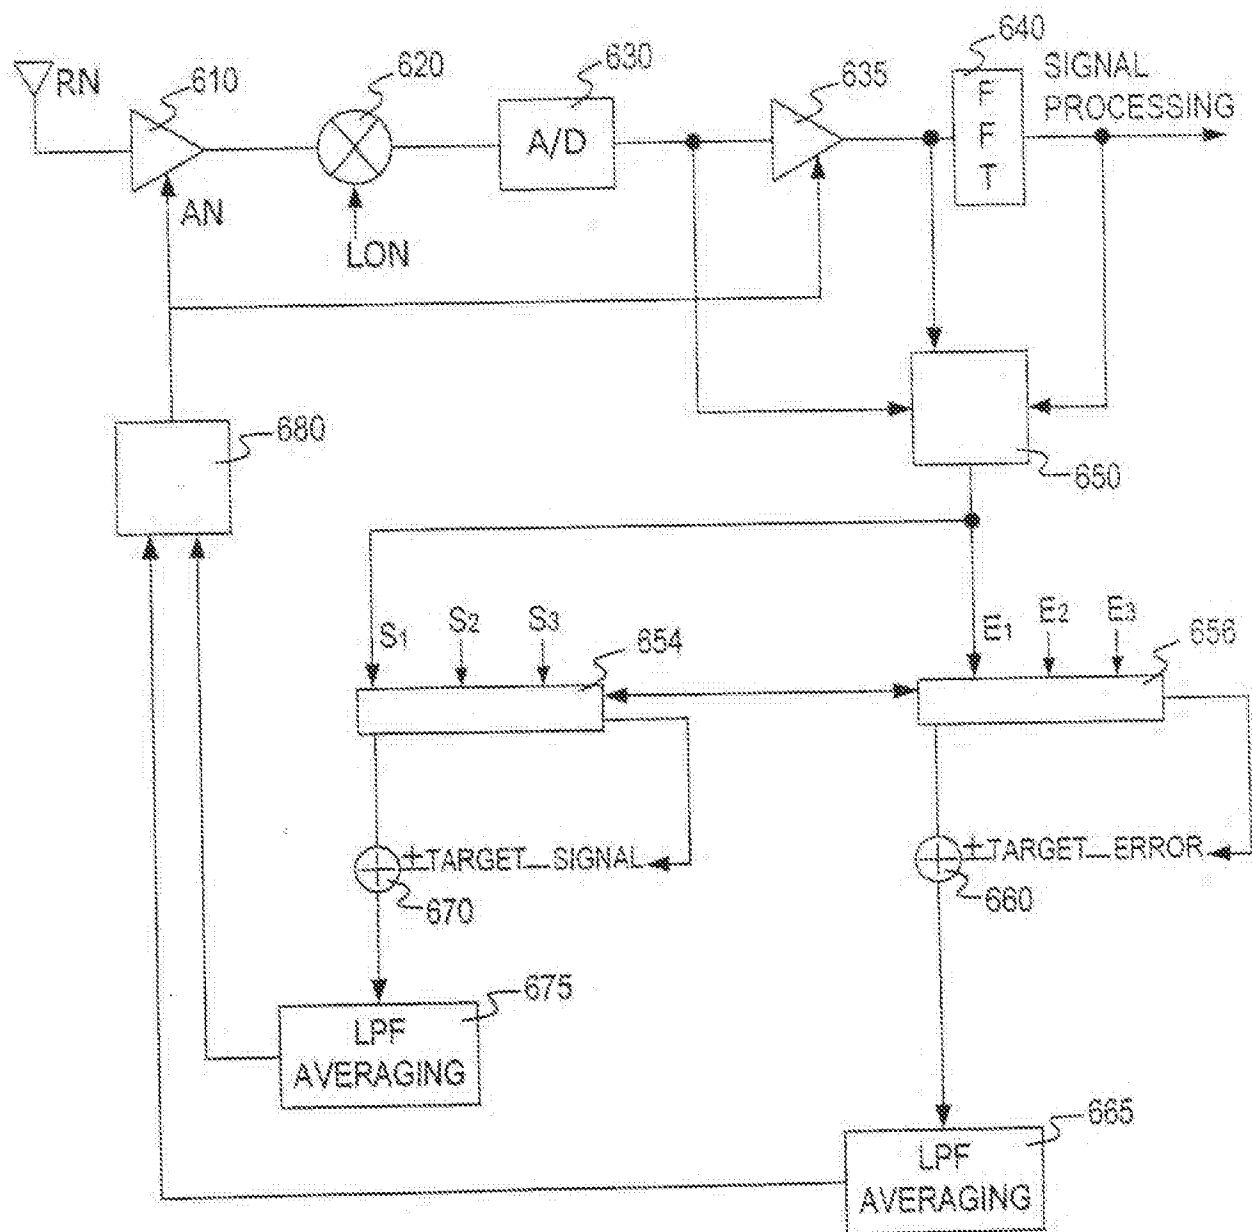 640
RN
610
620
630
635
SIGNAL
PROCESSING
F
F
T
A/D
AN
LON
680
650
S1
S2
S3
654
E1
E2
E3
656
±TARGET_SIGNAL
670
±TARGET_ERROR
660
675
LPF
AVERAGING
665
LPF
AVERAGING